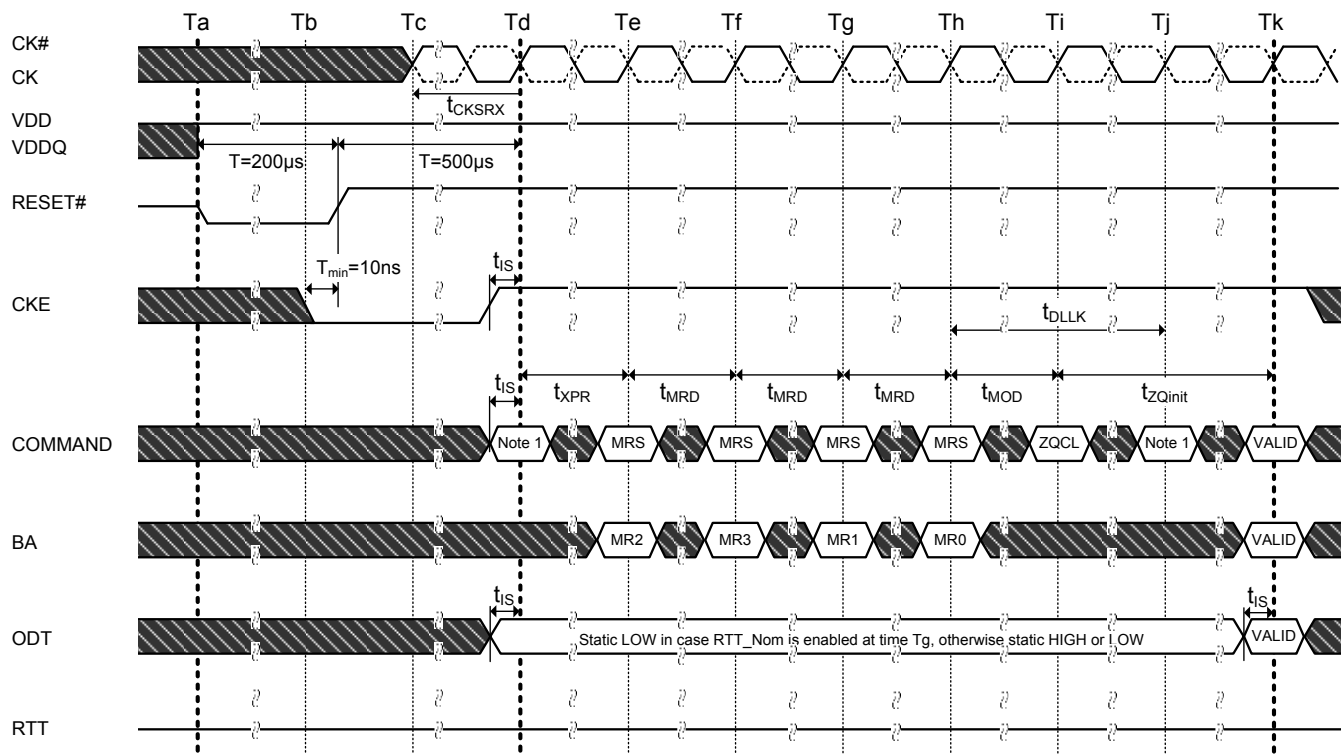 Ta Tb Tc Td Te Tf Tg Th Ti Tj Tk
CK#
CK
tCKSRX
VDD
VDDQ
T=200µs T=500µs
RESET#
Tmin=10ns tIS
CKE
tDLLK
tIS tXPR tMRD tMRD tMRD tMOD tZQinit
COMMAND Note 1 MRS MRS MRS MRS ZQCL Note 1 VALID
BA MR2 MR3 MR1 MR0 VALID
tIS tIS
ODT Static LOW in case RTT_Nom is enabled at time Tg, otherwise static HIGH or LOW VALID
RTT